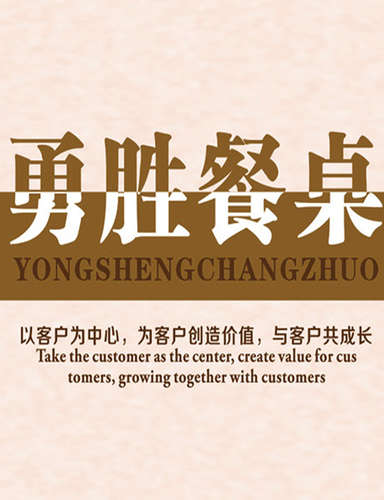 勇胜餐桌
YONGSHENGCHANGZHUO
以客户为中心，为客户创造价值，与客户共成长
Take the customer as the center, create value for cus
tomers, growing together with customers